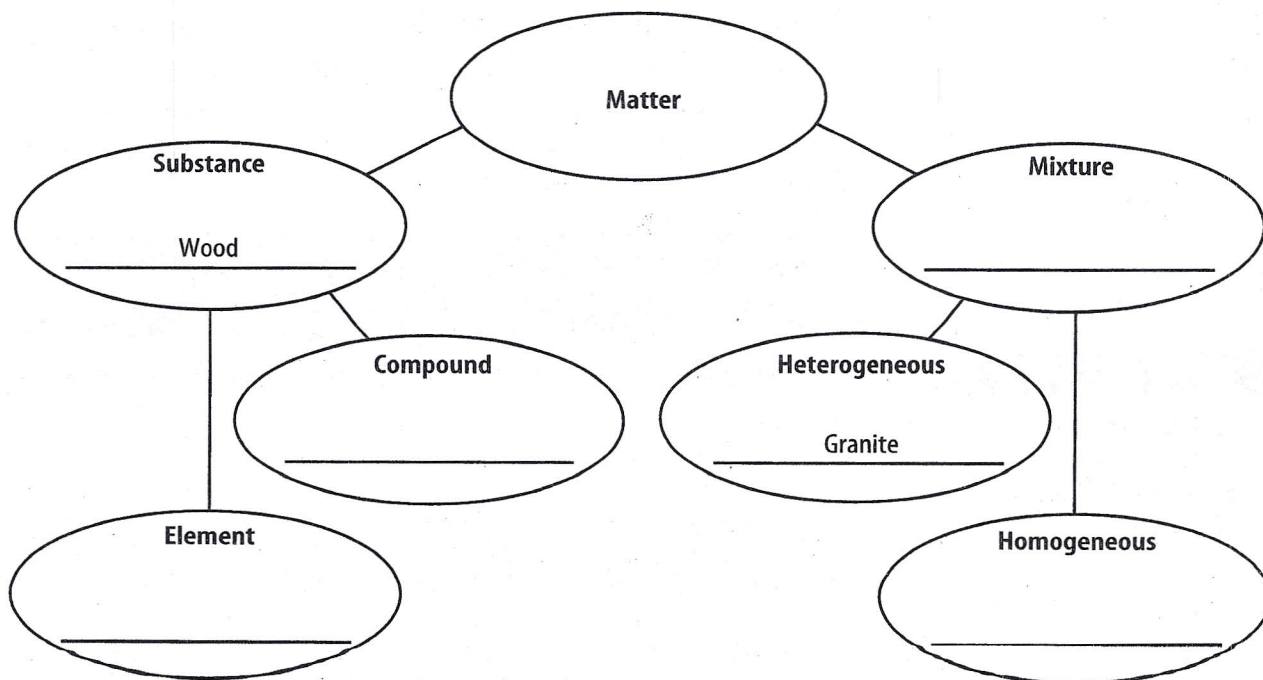 Matter
Substance
Wood
Mixture
Compound
Heterogeneous
Granite
Element
Homogeneous